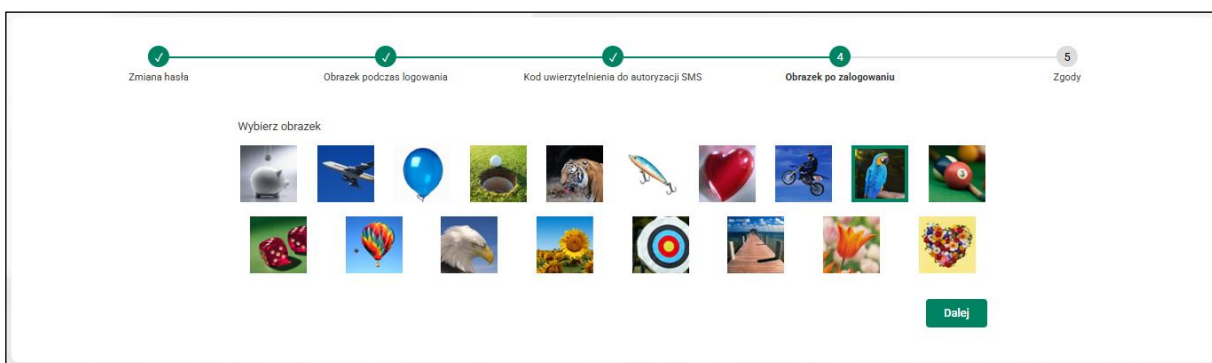 4
5
Zmiana hasła
Obrazek podczas logowania
Kod uwierzytelnienia do autoryzacji SMS
Obrazek po zalogowaniu
Zgody
Wybierz obrazek
3
Dalej